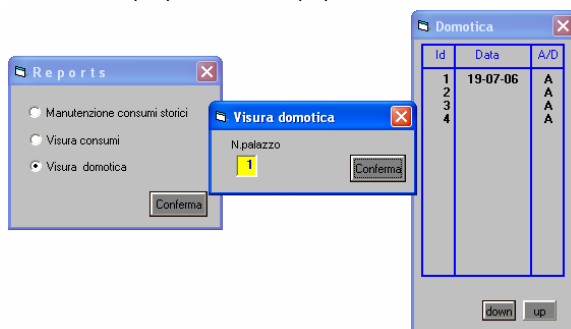 Reports
Manutenzione consumi storici
Visura consumi
Visura domotica
Conferma
Visura domotica
N.palazzo
1
Conferma
Domotica
Id Data A/D
1 19-07-06 A
2 A
3 A
4 A
down up